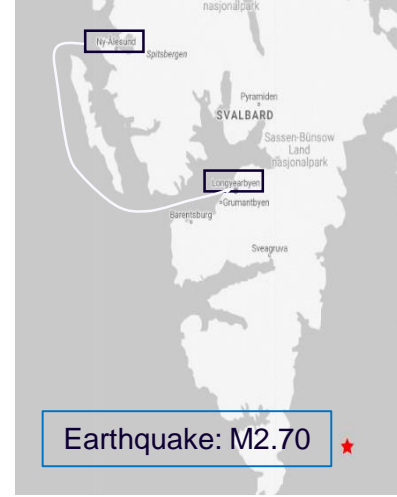 nasjonalpark
Ny-Ålesund
Spitsbergen
Pyramiden
SVALBARD
Sassen-Bünsow
Land
nasjonalpark
Longyearbyen
Grumantbyen
Barentsburg
Sveagruva
Earthquake: M2.70